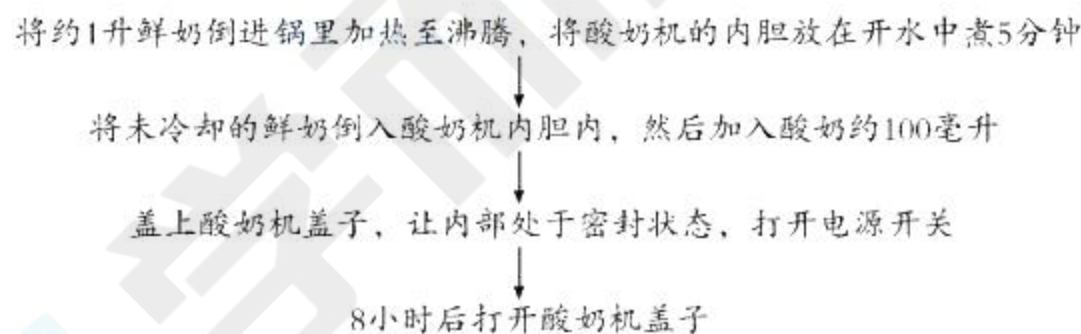 将约1升鲜奶倒进锅里加热至沸腾，将酸奶机的内胆放在开水中煮5分钟
将未冷却的鲜奶倒入酸奶机内胆内，然后加入酸奶约100毫升
盖上酸奶机盖子，让内部处于密封状态，打开电源开关
8小时后打开酸奶机盖子